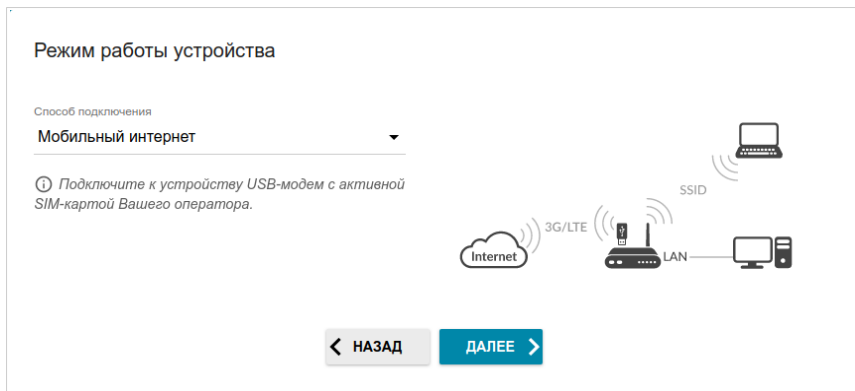 Режим работы устройства
Способ подключения
Мобильный интернет
Подключите к устройству USB-модем с активной
SIM-картой Вашего оператора.
SSID
3G/LTE
Internet
LAN
НАЗАД
ДАЛЕЕ